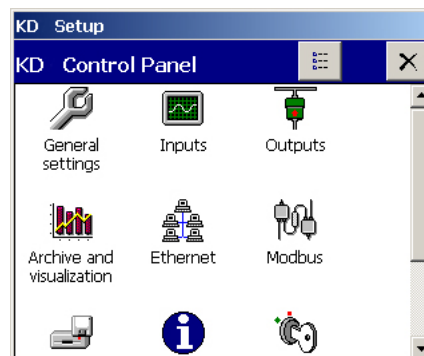 KD Setup
KD Control Panel
General
settings
Inputs
Outputs
Archive and
visualization
Ethernet
Modbus